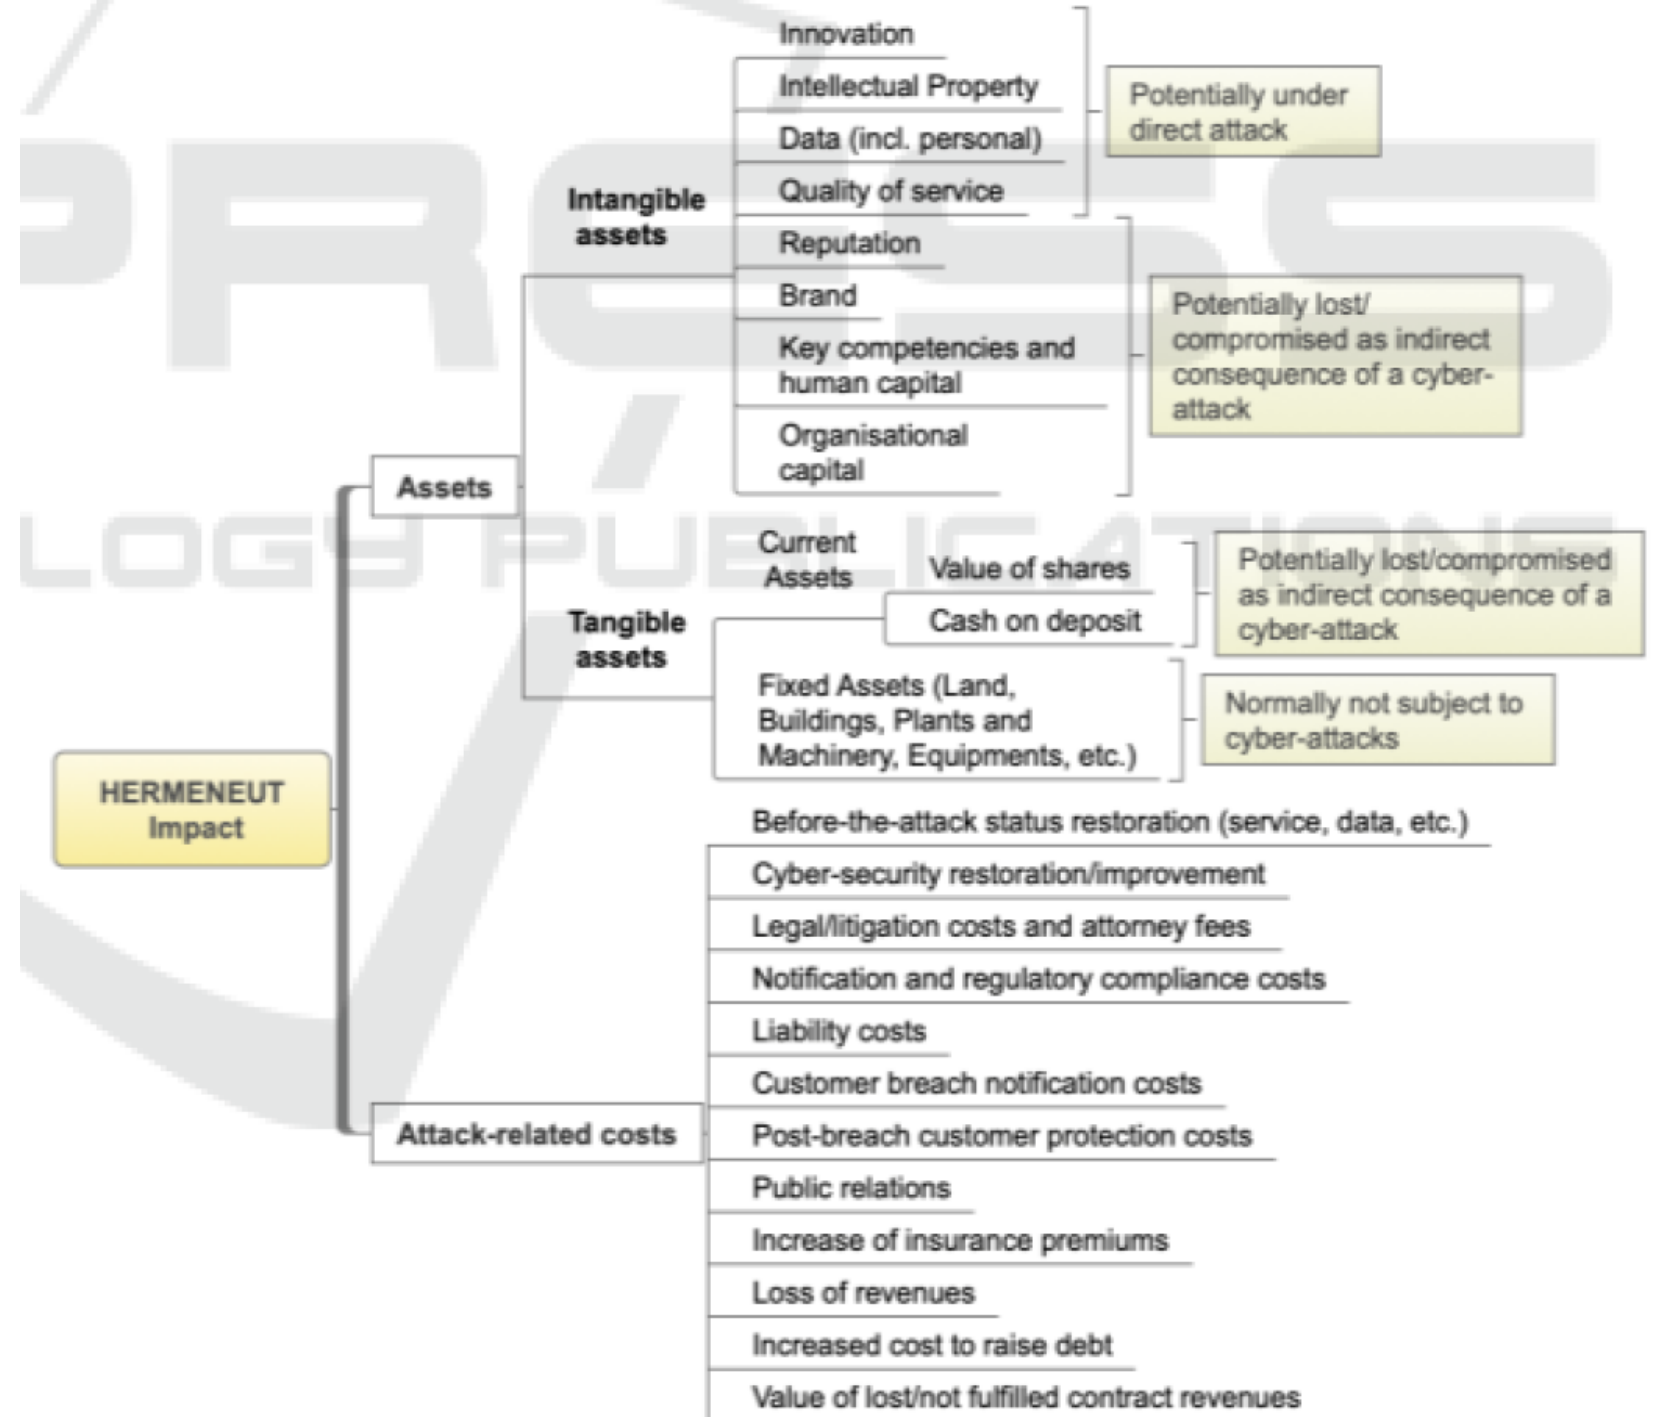 Innovation
Intellectual Property
Data (incl. personal)
Quality of service
Potentially under
direct attack
Intangible
assets
Reputation
Brand
Key competencies and
human capital
Organisational
capital
Potentially lost/
compromised as indirect
consequence of a cyber-
attack
Assets
Current
Assets
Value of shares
Cash on deposit
Potentially lost/compromised
as indirect consequence of a
cyber-attack
Tangible
assets
Fixed Assets (Land,
Buildings, Plants and
Machinery, Equipments, etc.)
Normally not subject to
cyber-attacks
HERMENEUT
Impact
Before-the-attack status restoration (service, data, etc.)
Cyber-security restoration/improvement
Legal/litigation costs and attorney fees
Notification and regulatory compliance costs
Liability costs
Customer breach notification costs
Attack-related costs
Post-breach customer protection costs
Public relations
Increase of insurance premiums
Loss of revenues
Increased cost to raise debt
Value of lost/not fulfilled contract revenues
PRESS
LOGY PUBLICATIONS